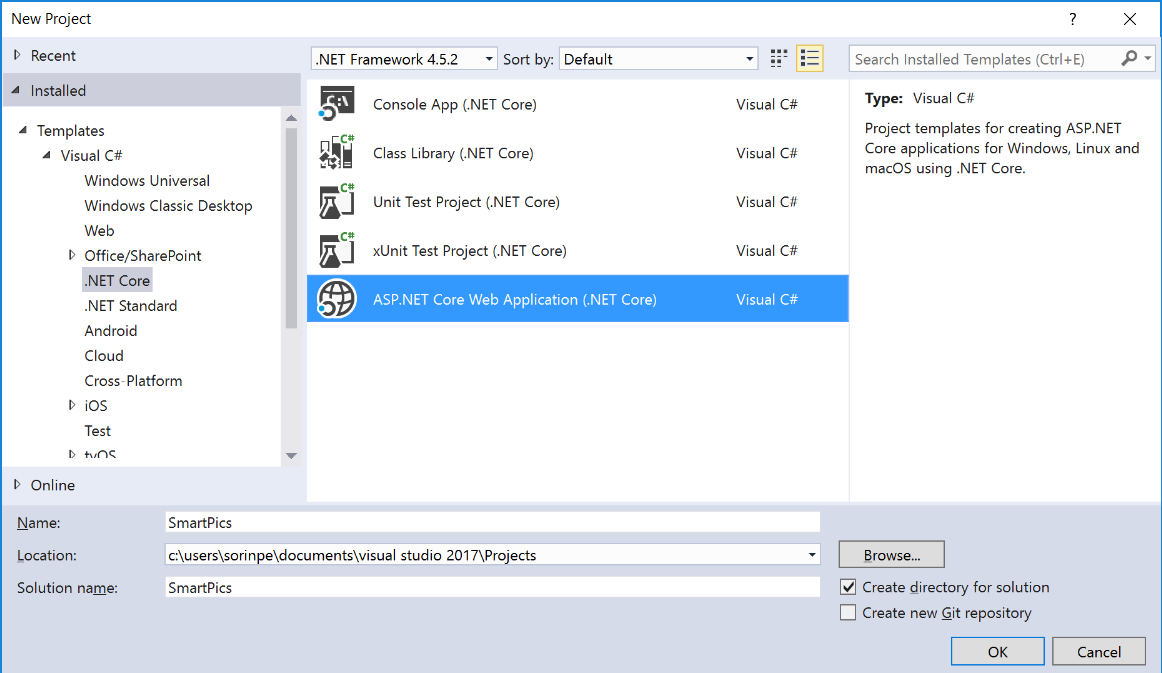 New Project
?
Recent
.NET Framework 4.5.2
Sort by:
Default
Search Installed Templates (Ctrl+E)
Installed
Templates
Visual C#
Windows Universal
Windows Classic Desktop
Web
Office/SharePoint
.NET Core
.NET Standard
Android
Cloud
Cross-Platform
iOS
Test
tvOS
Online
Console App (.NET Core) Visual C#
C#
Class Library (.NET Core) Visual C#
C#
Unit Test Project (.NET Core) Visual C#
C#
xUnit Test Project (.NET Core) Visual C#
ASP.NET Core Web Application (.NET Core) Visual C#
Type: Visual C#
Project templates for creating ASP.NET
Core applications for Windows, Linux and
macOS using .NET Core.
Name: SmartPics
Location: c:\users\sorinpe\documents\visual studio 2017\Projects
Browse...
Solution name: SmartPics
Create directory for solution
Create new Git repository
OK
Cancel